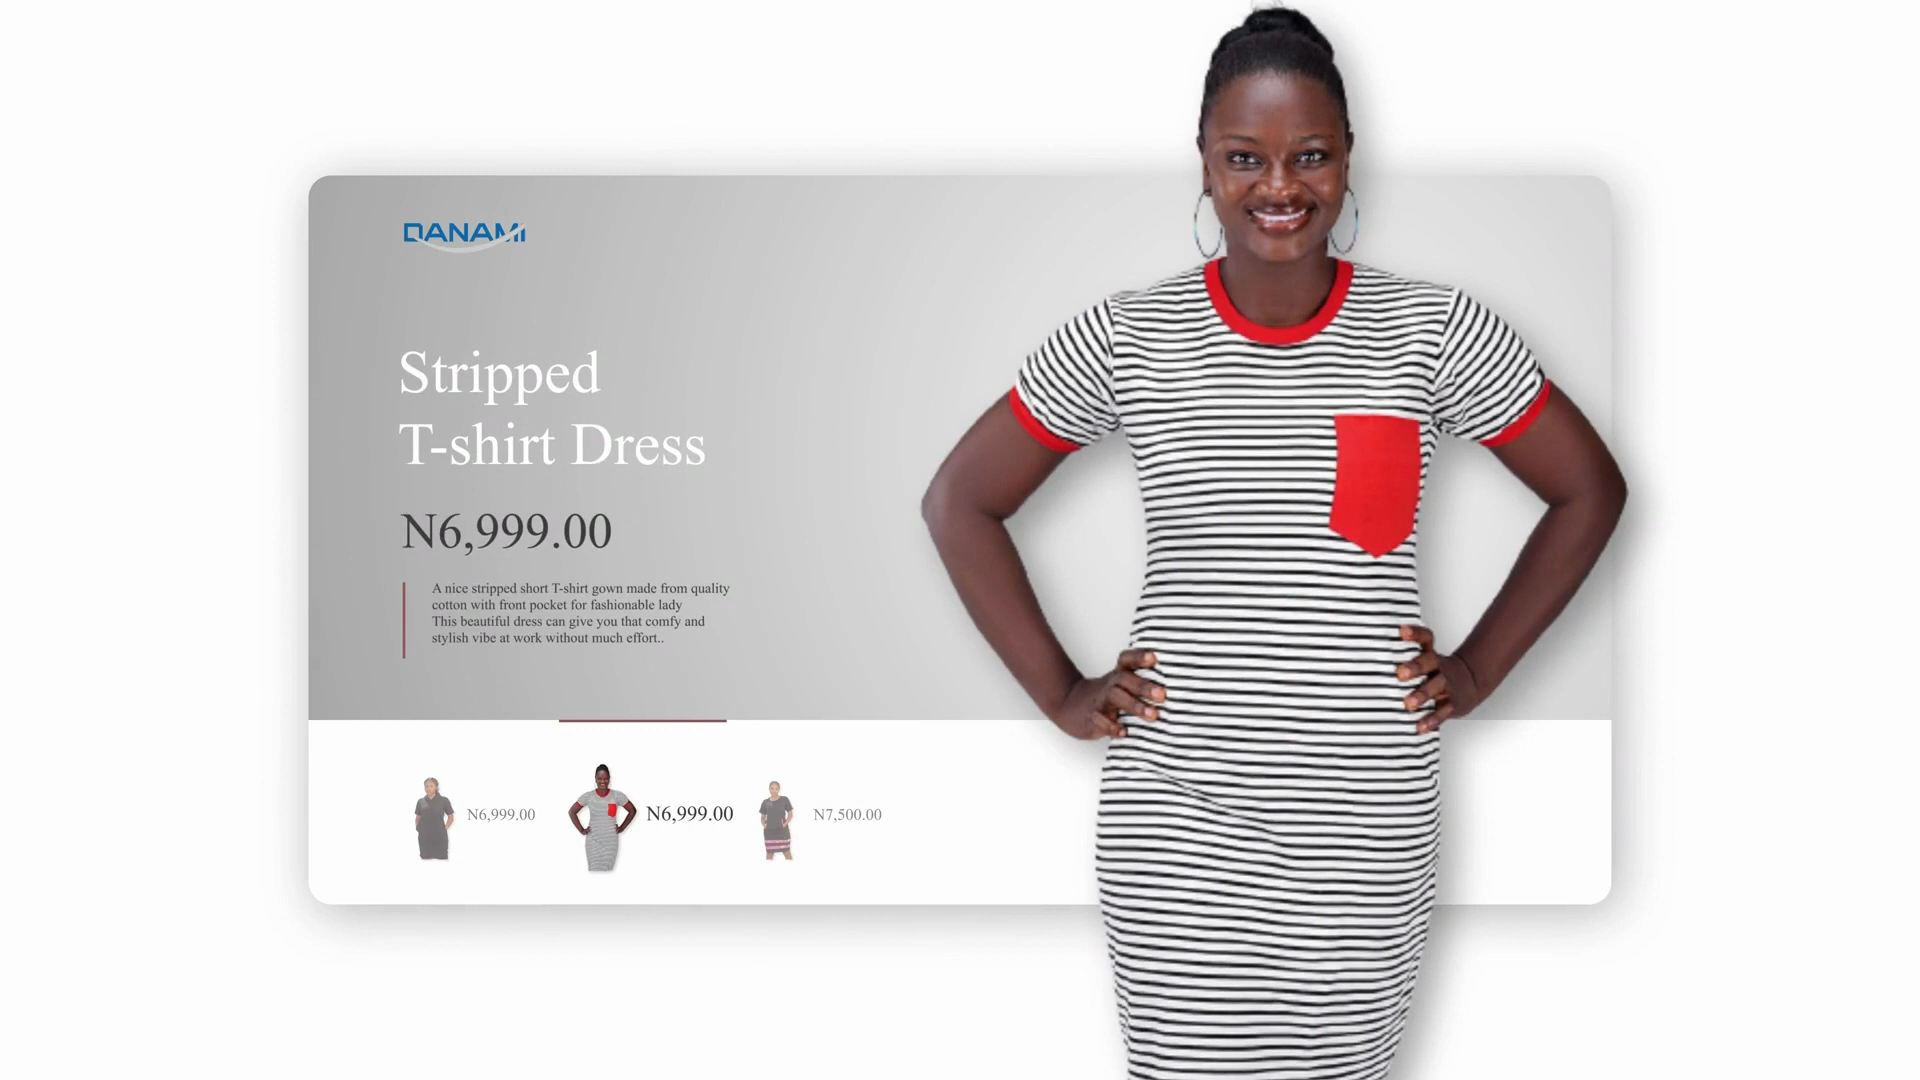 DANAMI
Stripped
T-shirt Dress
N6,999.00
A nice stripped short T-shirt gown made from quality
cotton with front pocket for fashionable lady
This beautiful dress can give you that comfy and
stylish vibe at work without much effort..
N6,999.00
N6,999.00
N7,500.00